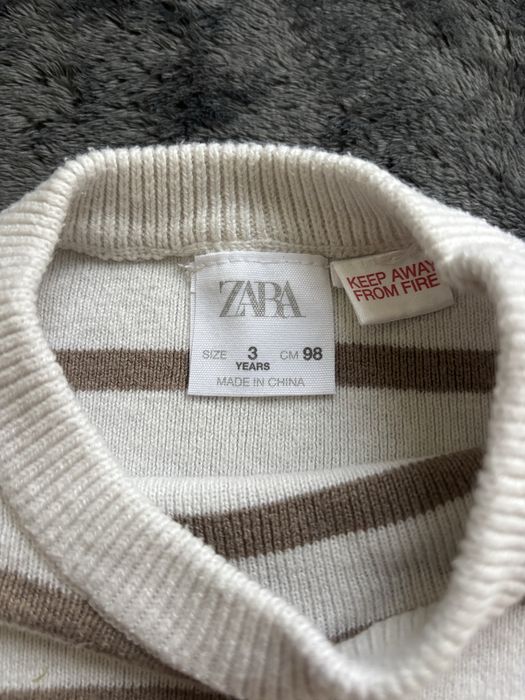 ZARA
SIZE 3 CM 98
YEARS
MADE IN CHINA
KEEP AWAY
FROM FIRE